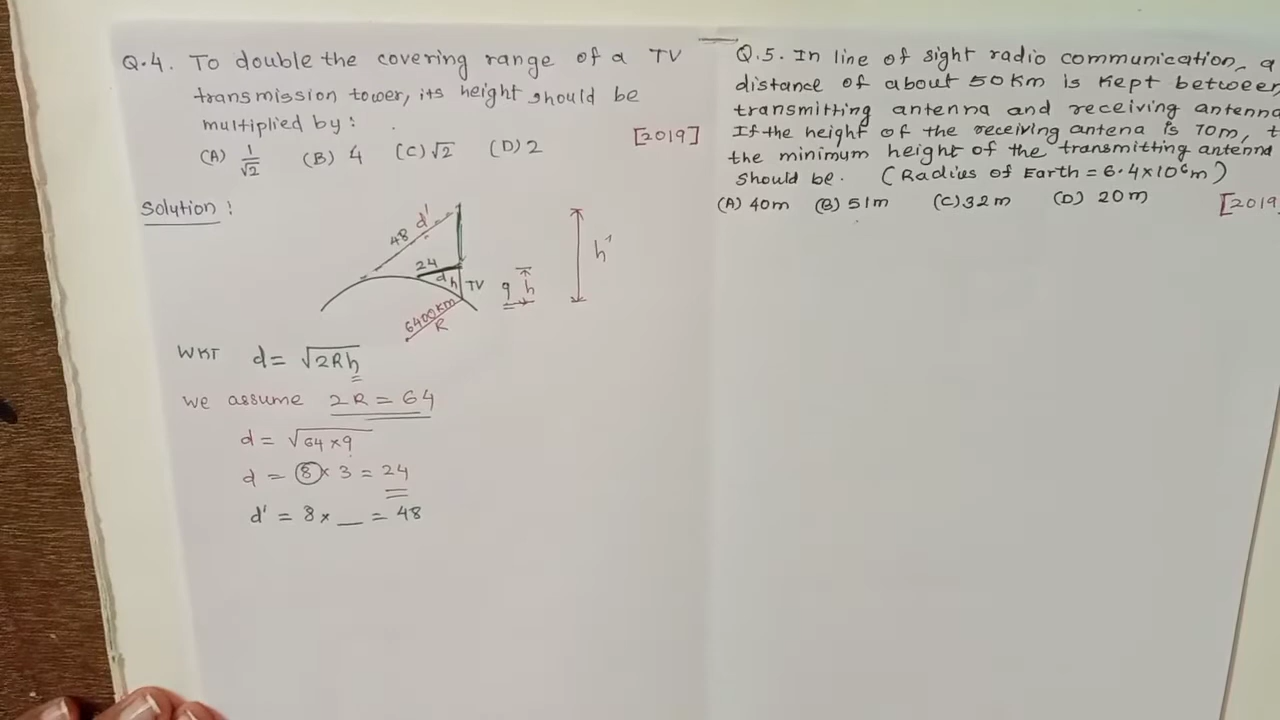 Q.4. To double the covering range of a TV
transmission tower, its height should be
multiplied by:
(A) 1/√2 (B) 4 (C) √2 (D) 2 [2019]
Solution:
48 d'
24
d h TV
6400km
R
9 h
h'
WKT d = √2Rh
we assume 2R = 64
d = √64×9
d = 8 × 3 = 24
d' = 8 × __ = 48
Q.5. In line of sight radio communication, a
distance of about 50Km is kept between
transmitting antenna and receiving antenna
If the height of the receiving antena is 70m, t
the minimum height of the transmitting antenna
should be. (Radius of Earth = 6.4×10⁶m)
(A) 40m (B) 51m (C) 32m (D) 20m [2019